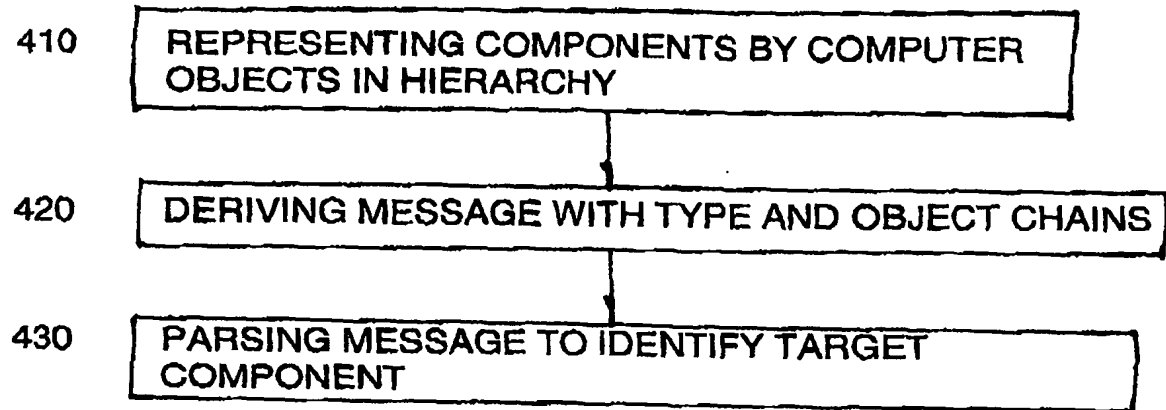 410 REPRESENTING COMPONENTS BY COMPUTER
OBJECTS IN HIERARCHY
420 DERIVING MESSAGE WITH TYPE AND OBJECT CHAINS
430 PARSING MESSAGE TO IDENTIFY TARGET
COMPONENT